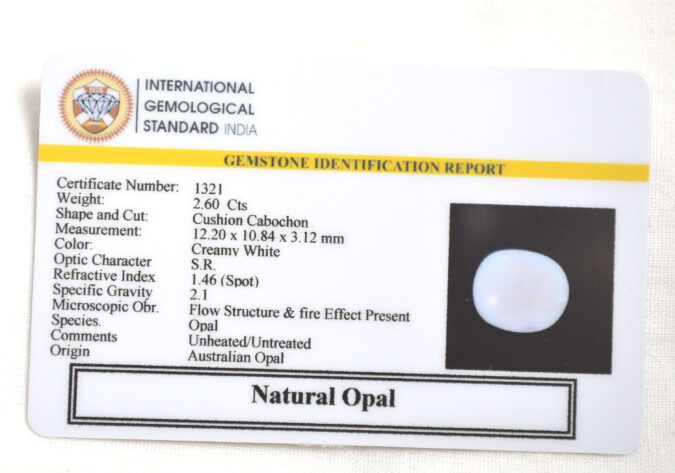 IGS
INTERNATIONAL
GEMOLOGICAL
STANDARD INDIA
GEMSTONE IDENTIFICATION REPORT
Certificate Number: 1321
Weight: 2.60 Cts
Shape and Cut: Cushion Cabochon
Measurement: 12.20 x 10.84 x 3.12 mm
Color: Creamy White
Optic Character S.R.
Refractive Index 1.46 (Spot)
Specific Gravity 2.1
Microscopic Obr. Flow Structure & fire Effect Present
Species. Opal
Comments Unheated/Untreated
Origin Australian Opal
Natural Opal